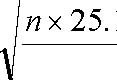 √n × 25.